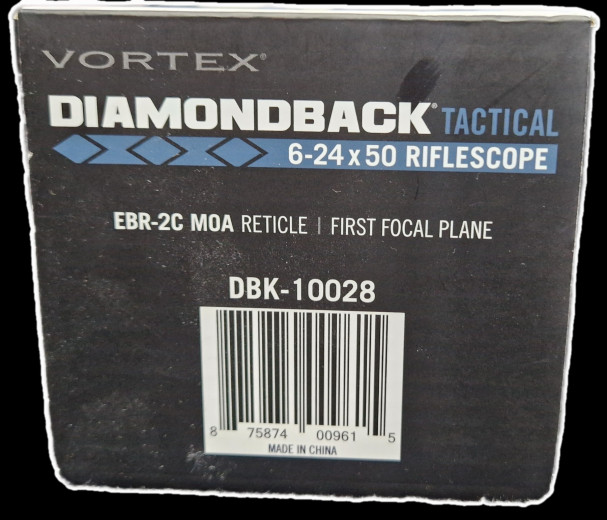 VORTEX®
DIAMONDBACK® TACTICAL
6-24x50 RIFLESCOPE
EBR-2C MOA RETICLE | FIRST FOCAL PLANE
DBK-10028
8 75874 00961 5
MADE IN CHINA